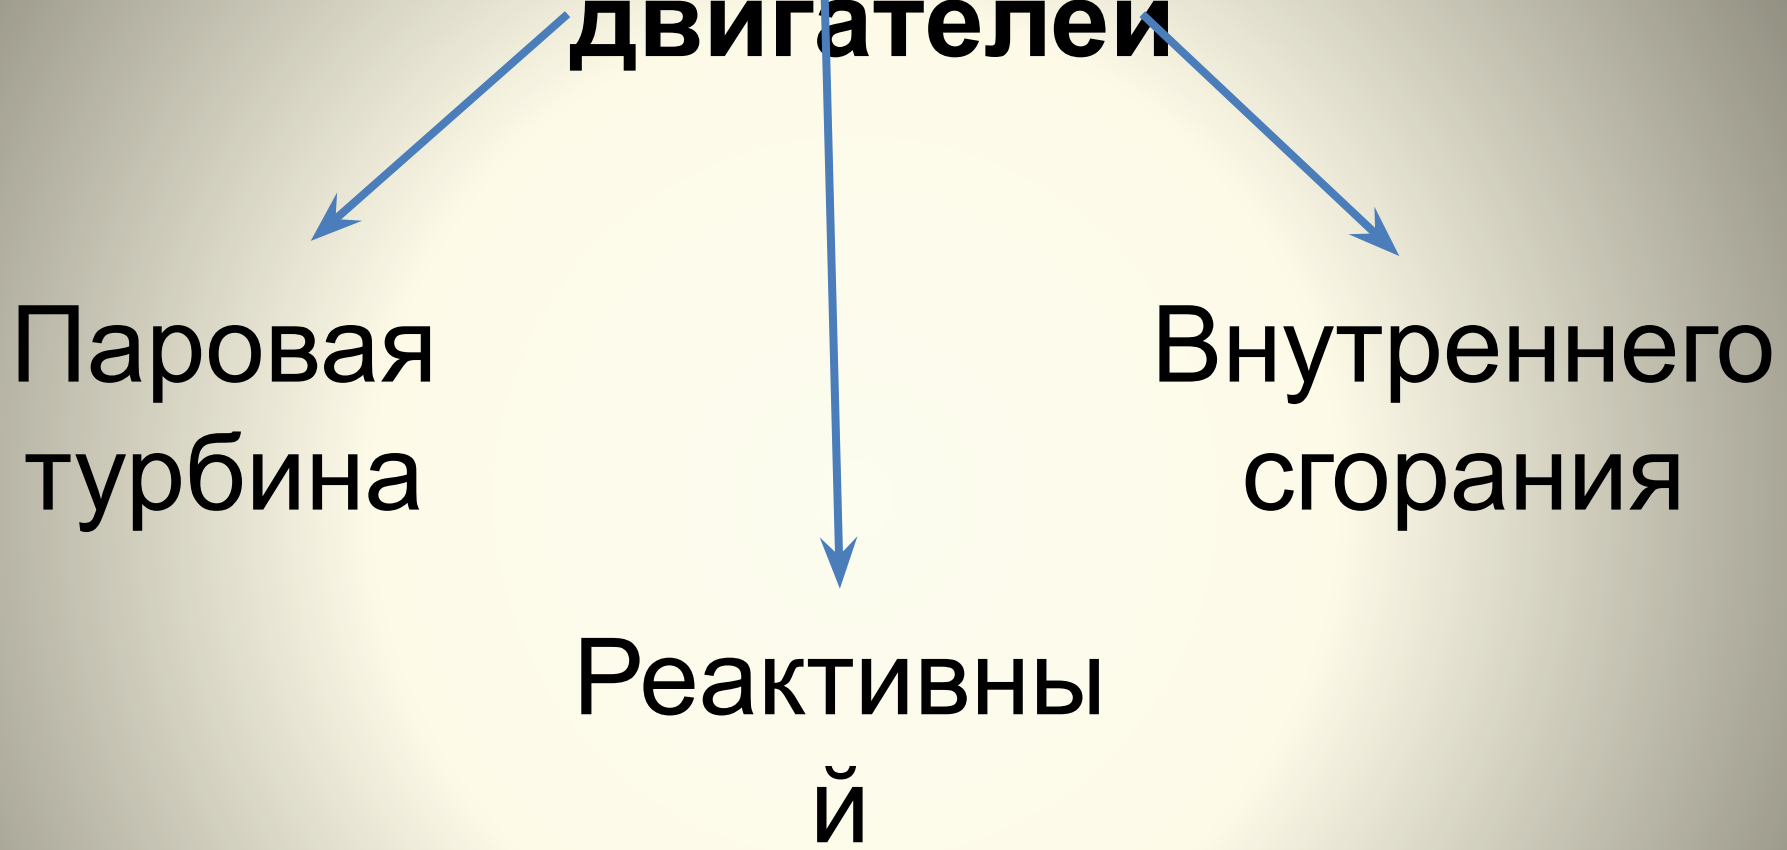 двигателей
Паровая
турбина
Внутреннего
сгорания
Реактивны
й